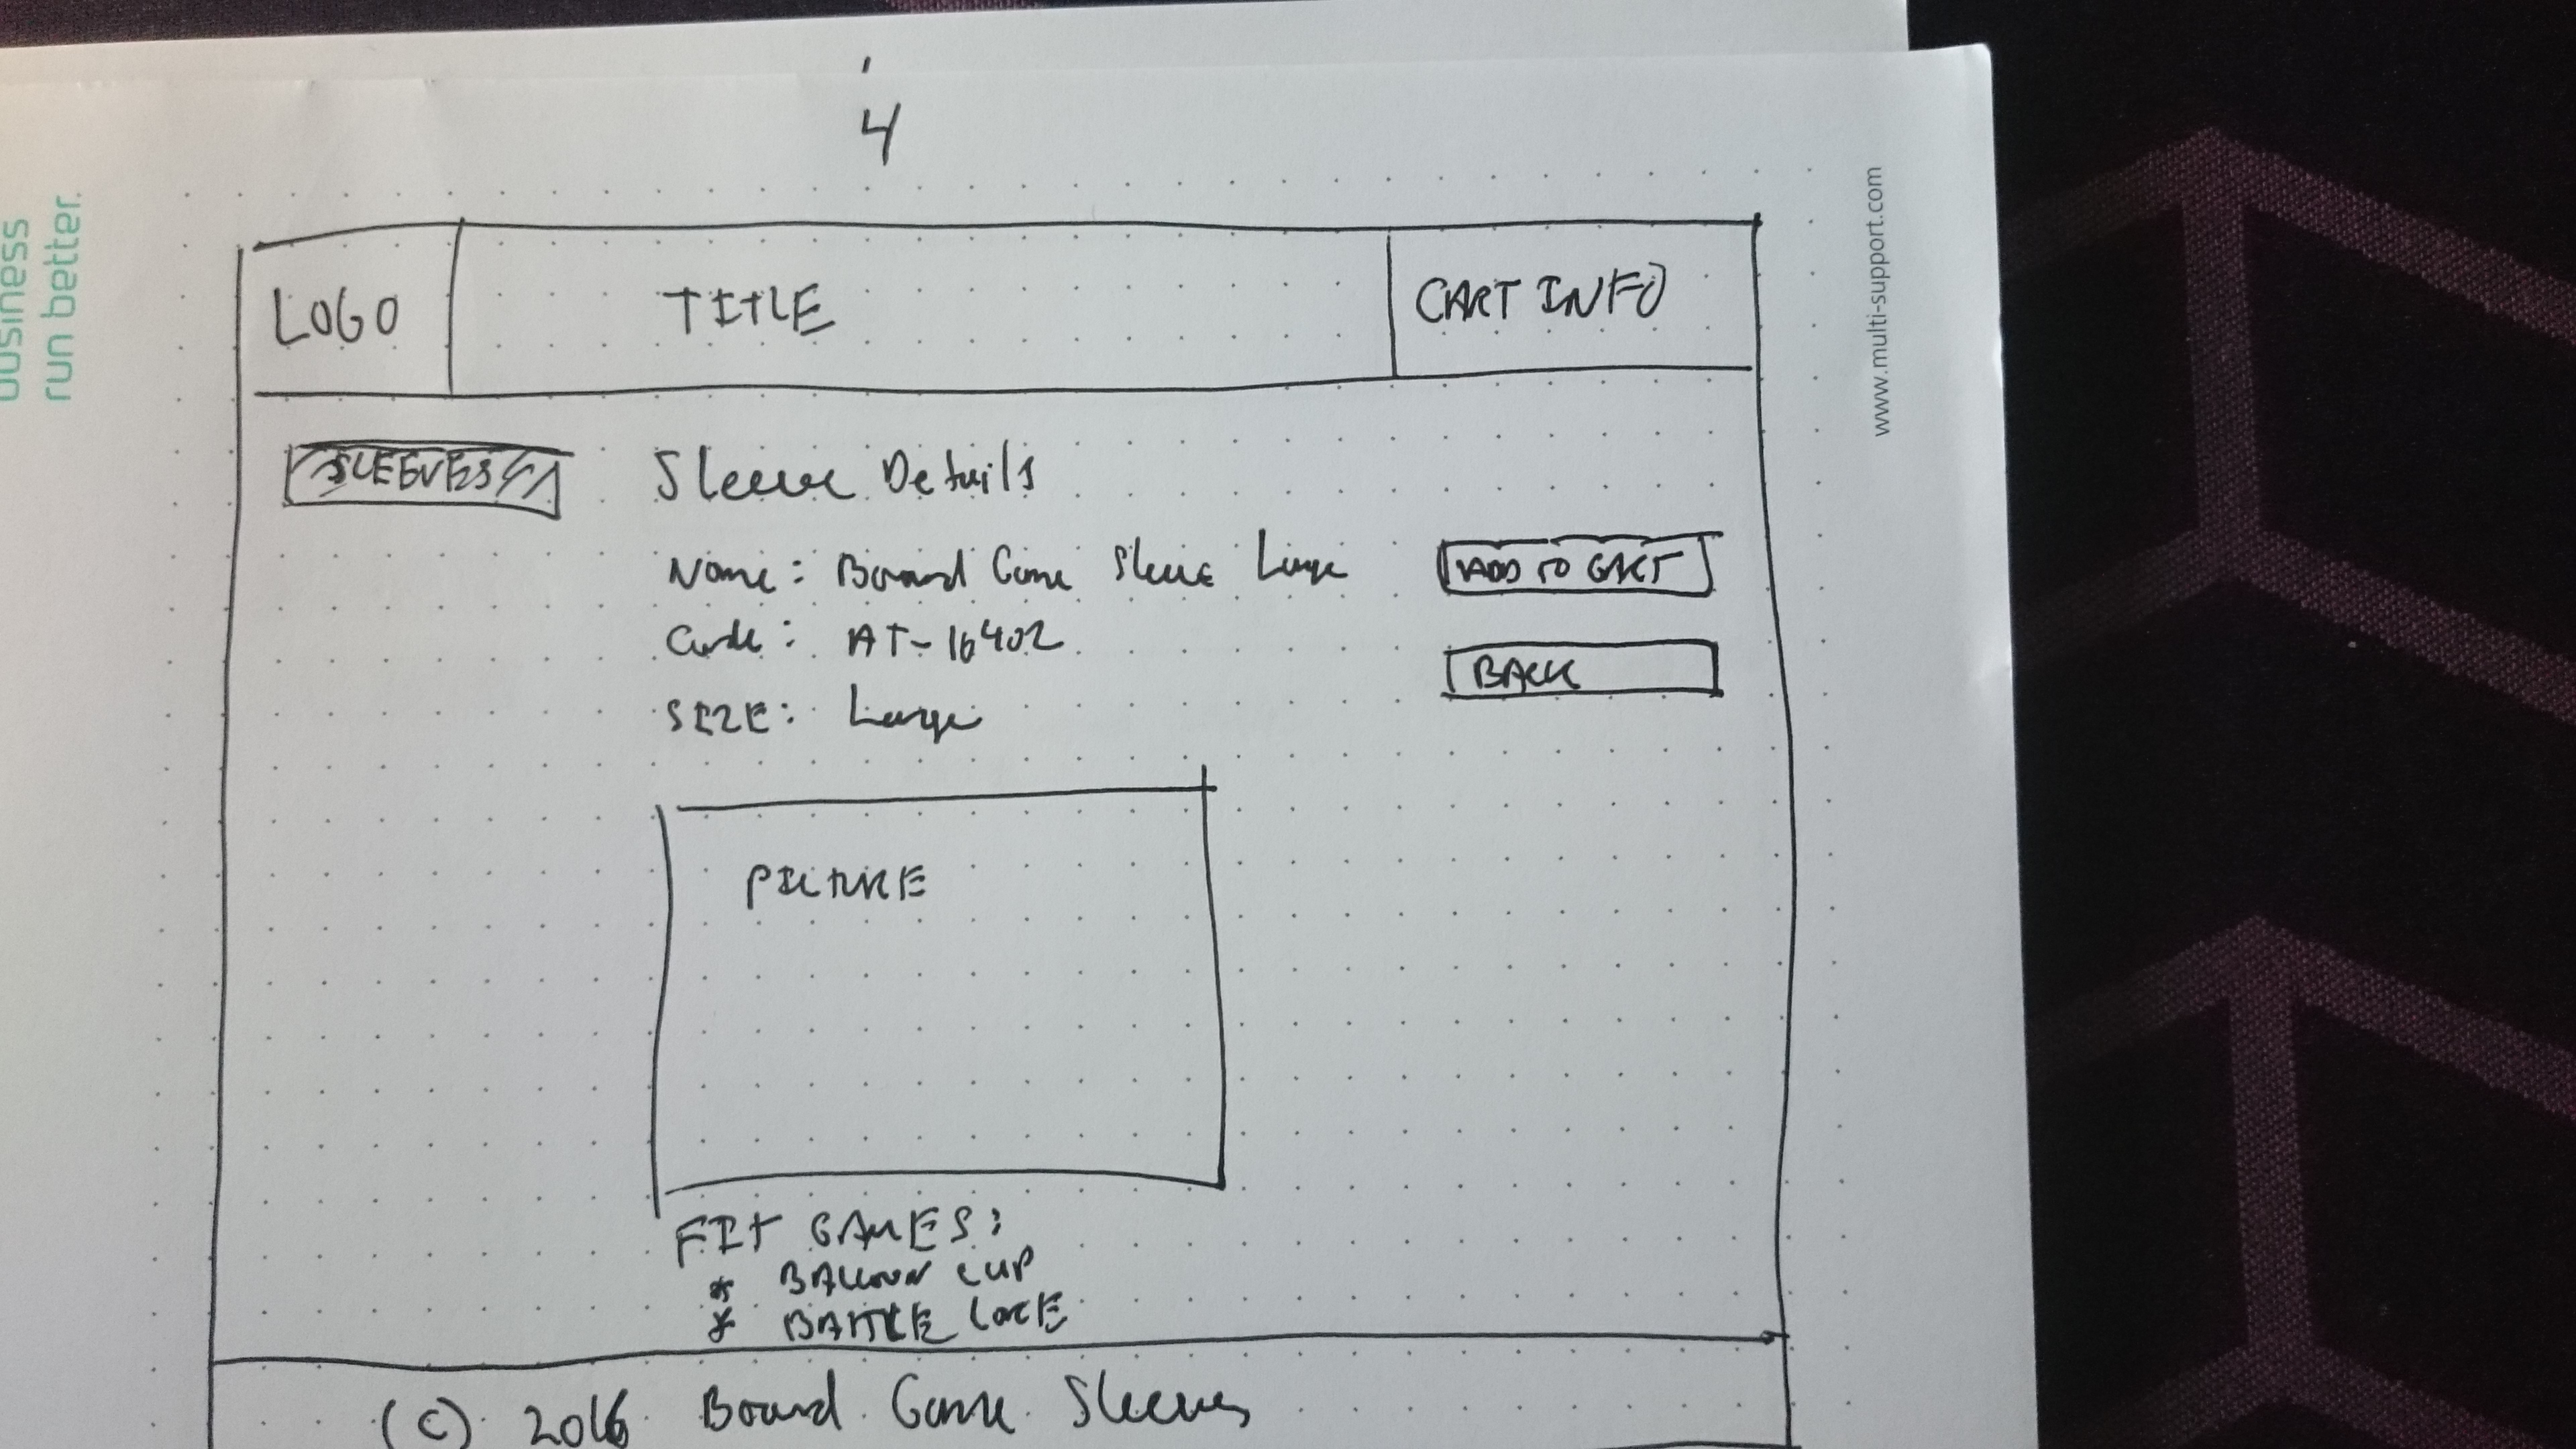 4
business
run better.
www.multi-support.com
LOGO
TITLE
CART INFO
SLEEVES
Sleeve Details
Name: Board Game Sleeve Large
ADD TO CART
Code: AT-16402
BACK
SIZE: Large
PICTURE
FIT GAMES:
* BALLOON CUP
* BATTLE LORE
(C) 2016 Board Game Sleeves